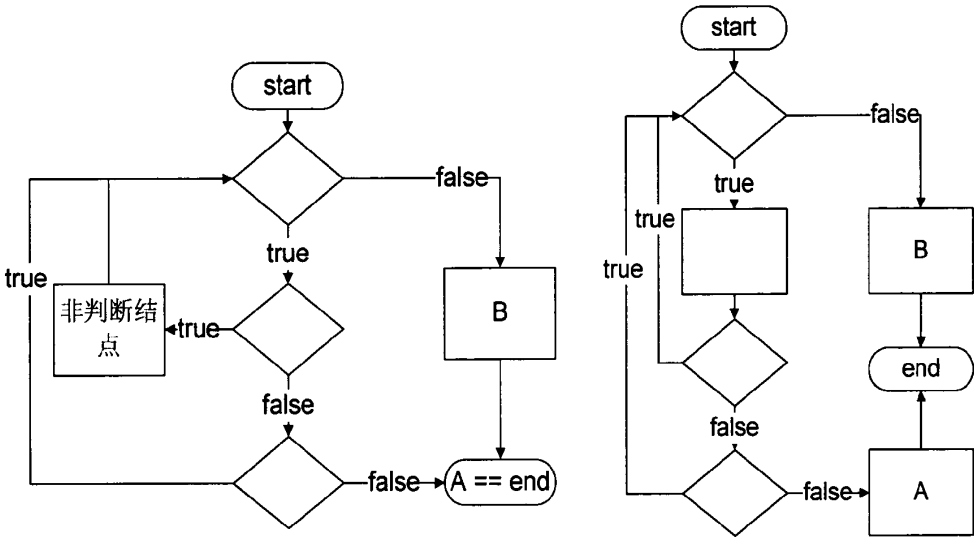 start
false
true
true
非判断结
点
true
B
false
false
A == end
start
false
true
true
true
B
end
false
false
A